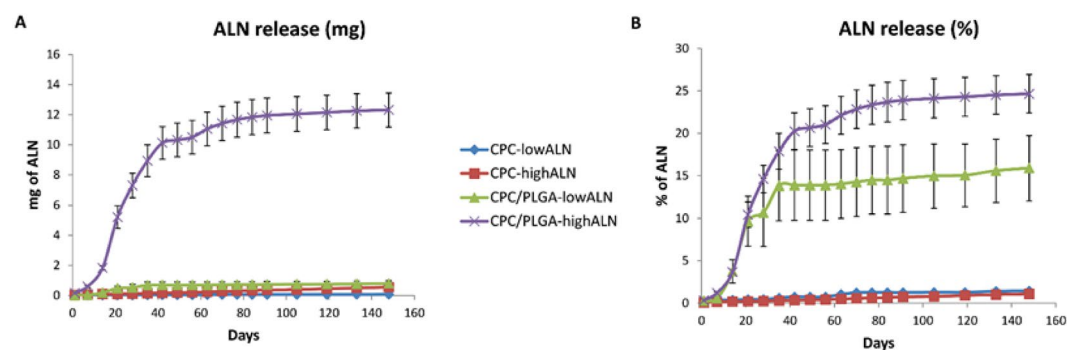 A
ALN release (mg)
16
14
12
10
8
6
4
2
0
mg of ALN
0 20 40 60 80 100 120 140 160
Days
CPC-lowALN
CPC-highALN
CPC/PLGA-lowALN
CPC/PLGA-highALN
B
ALN release (%)
30
25
20
15
10
5
0
% of ALN
0 20 40 60 80 100 120 140 160
Days